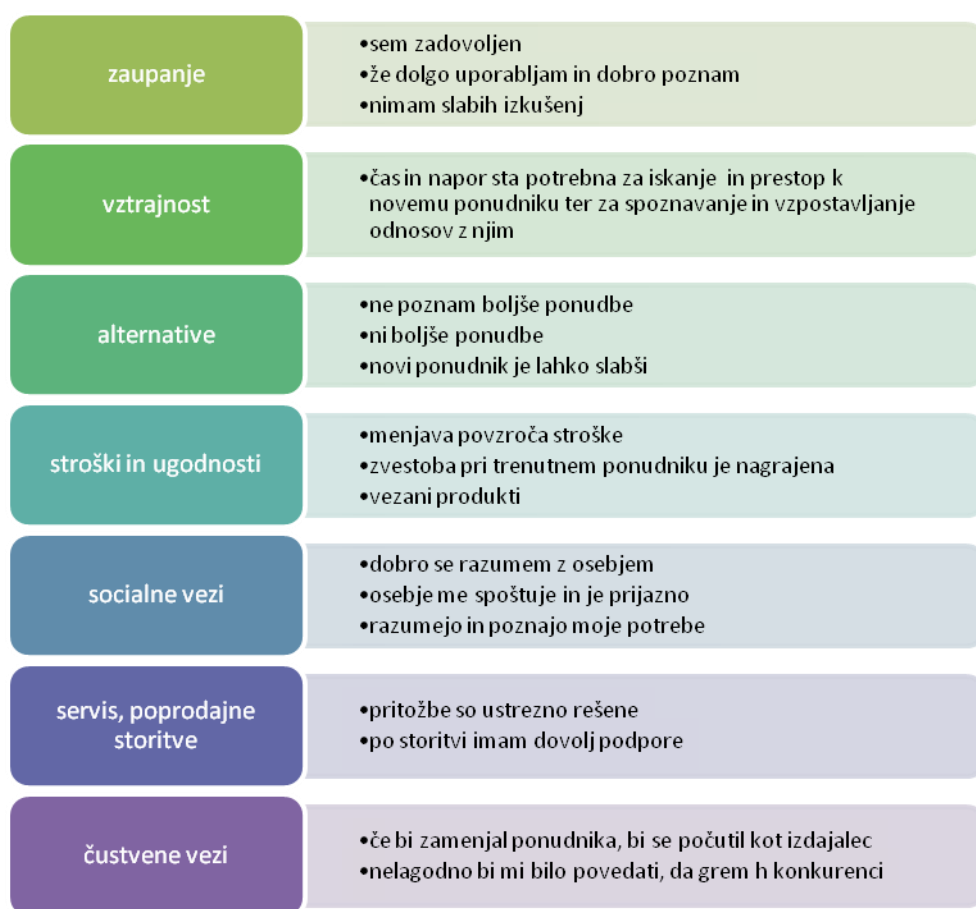 zaupanje
•sem zadovoljen
•že dolgo uporabljam in dobro poznam
•nimam slabih izkušenj
vztrajnost
•čas in napor sta potrebna za iskanje in prestop k
novemu ponudniku ter za spoznavanje in vzpostavljanje
odnosov z njim
alternative
•ne poznam boljše ponudbe
•ni boljše ponudbe
•novi ponudnik je lahko slabši
stroški in ugodnosti
•menjava povzroča stroške
•zvestoba pri trenutnem ponudniku je nagrajena
•vezani produkti
socialne vezi
•dobro se razumem z osebjem
•osebje me spoštuje in je prijazno
•razumejo in poznajo moje potrebe
servis, poprodajne
storitve
•pritožbe so ustrezno rešene
•po storitvi imam dovolj podpore
čustvene vezi
•če bi zamenjal ponudnika, bi se počutil kot izdajalec
•nelagodno bi mi bilo povedati, da grem h konkurenci